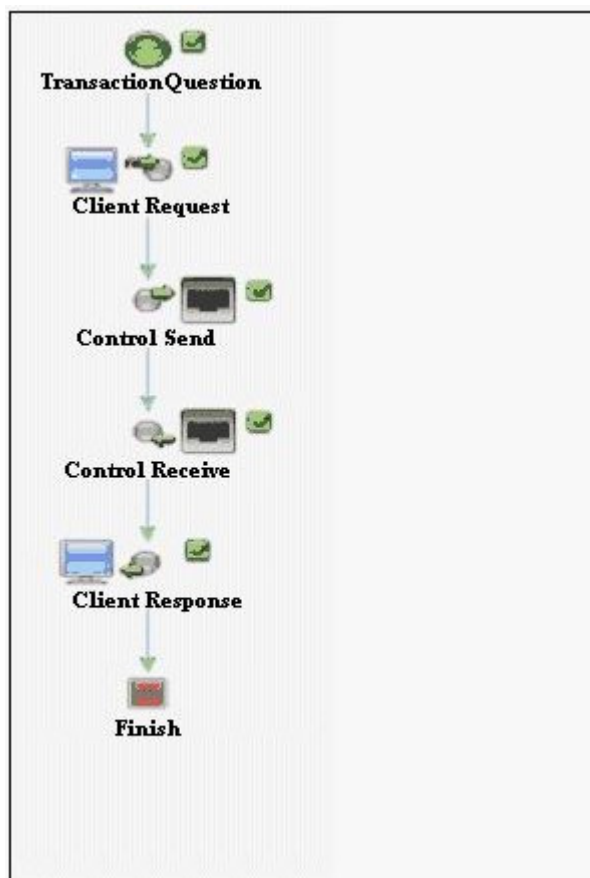 TransactionQuestion
Client Request
Control Send
Control Receive
Client Response
Finish